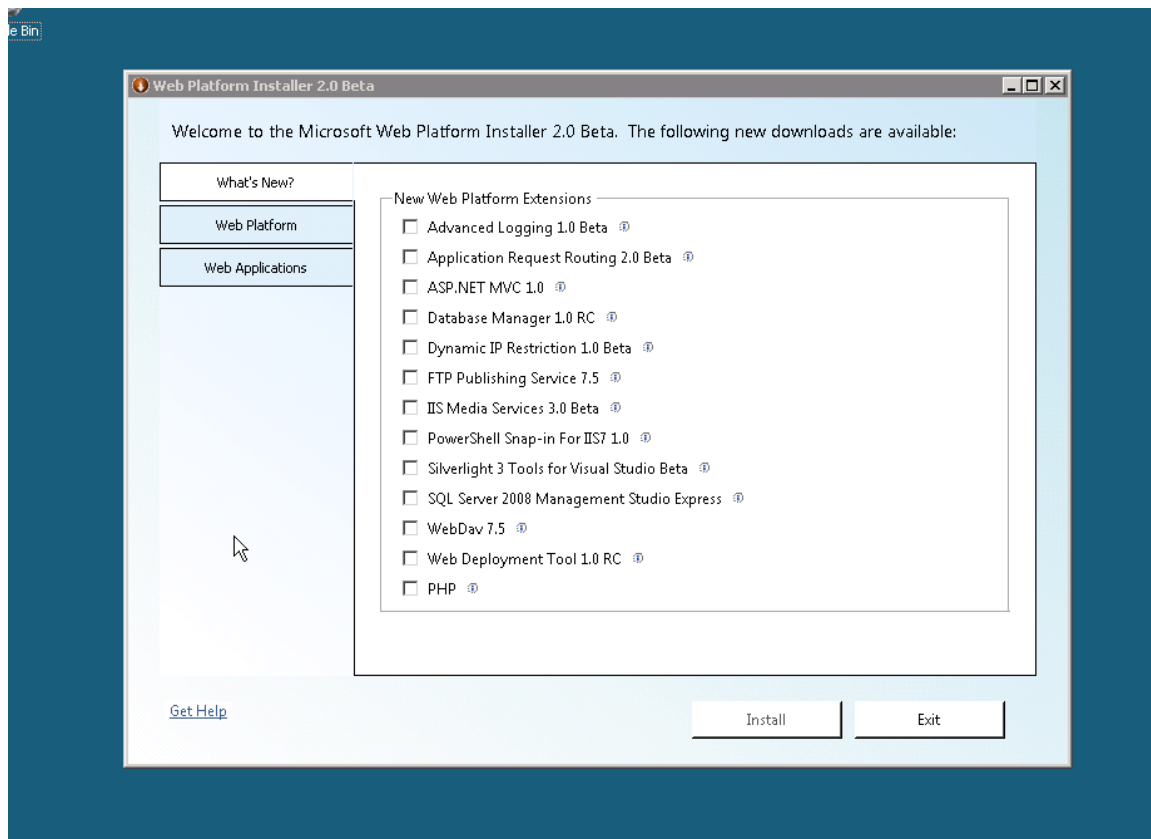 le Bin
Web Platform Installer 2.0 Beta
Welcome to the Microsoft Web Platform Installer 2.0 Beta. The following new downloads are available:
What's New?
Web Platform
Web Applications
New Web Platform Extensions
Advanced Logging 1.0 Beta
Application Request Routing 2.0 Beta
ASP.NET MVC 1.0
Database Manager 1.0 RC
Dynamic IP Restriction 1.0 Beta
FTP Publishing Service 7.5
IIS Media Services 3.0 Beta
PowerShell Snap-in For IIS7 1.0
Silverlight 3 Tools for Visual Studio Beta
SQL Server 2008 Management Studio Express
WebDav 7.5
Web Deployment Tool 1.0 RC
PHP
Get Help
Install
Exit